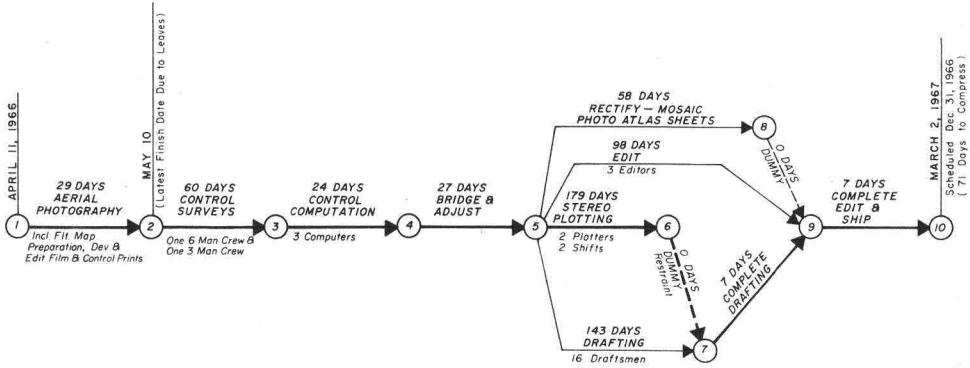 APRIL 11, 1966
MAY 10
(Latest Finish Date Due to Leaves)
29 DAYS
AERIAL
PHOTOGRAPHY
1
Incl. Flt. Map
Preparation, Dev &
Edit Film & Control Prints
60 DAYS
CONTROL
SURVEYS
2
One 6 Man Crew &
One 3 Man Crew
24 DAYS
CONTROL
COMPUTATION
3
3 Computers
27 DAYS
BRIDGE &
ADJUST
4
5
58 DAYS
RECTIFY — MOSAIC
PHOTO ATLAS SHEETS
8
0 DAYS
DUMMY
98 DAYS
EDIT
3 Editors
179 DAYS
STEREO
PLOTTING
2 Plotters
2 Shifts
6
0 DAYS
DUMMY
Restraint
143 DAYS
DRAFTING
16 Draftsmen
7
7 DAYS
COMPLETE
DRAFTING
9
7 DAYS
COMPLETE
EDIT &
SHIP
10
MARCH 2, 1967
Scheduled Dec 31, 1966
(71 Days to Compress)